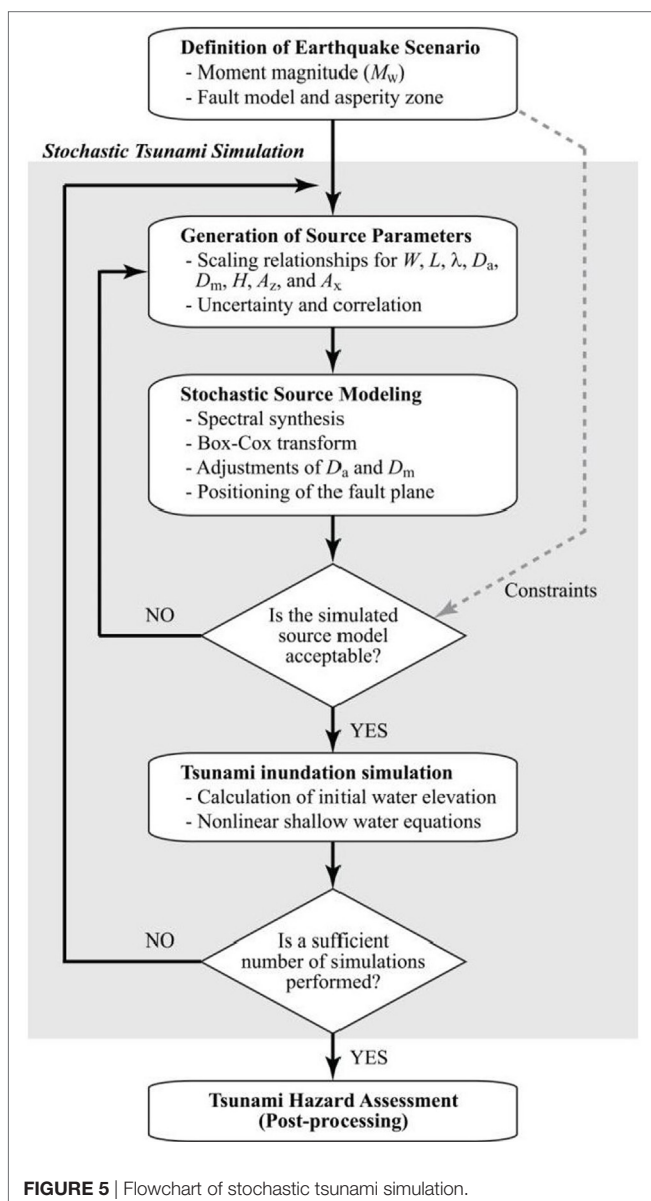 Definition of Earthquake Scenario
- Moment magnitude (Mw)
- Fault model and asperity zone
Stochastic Tsunami Simulation
Generation of Source Parameters
- Scaling relationships for W, L, λ, Da,
Dm, H, Az, and Ax
- Uncertainty and correlation
Stochastic Source Modeling
- Spectral synthesis
- Box-Cox transform
- Adjustments of Da and Dm
- Positioning of the fault plane
Constraints
NO
Is the simulated
source model
acceptable?
YES
Tsunami inundation simulation
- Calculation of initial water elevation
- Nonlinear shallow water equations
NO
Is a sufficient
number of simulations
performed?
YES
Tsunami Hazard Assessment
(Post-processing)
FIGURE 5 | Flowchart of stochastic tsunami simulation.